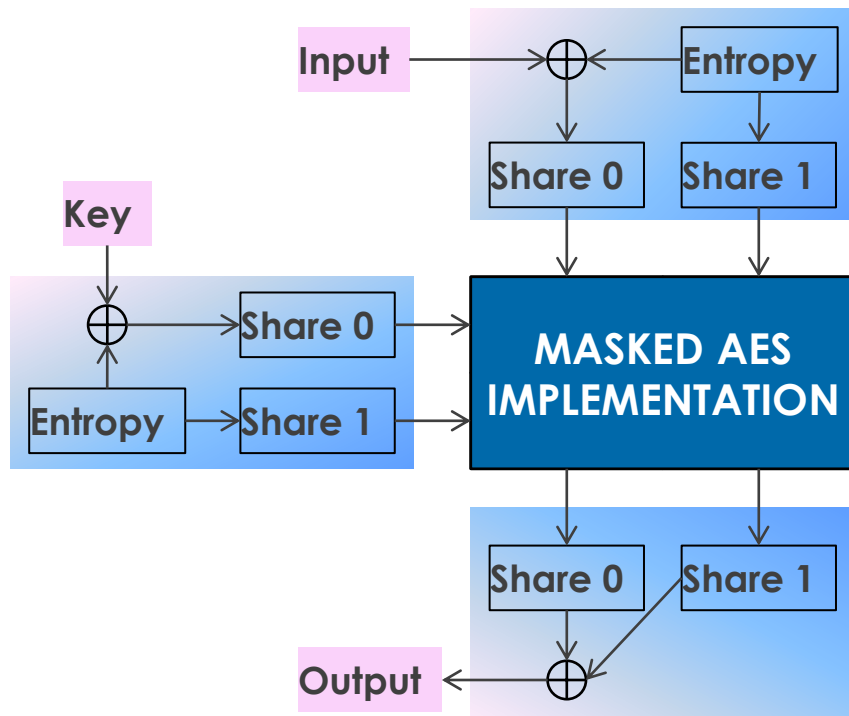 Input
Entropy
Share 0
Share 1
Key
Share 0
Entropy
Share 1
MASKED AES
IMPLEMENTATION
Share 0
Share 1
Output